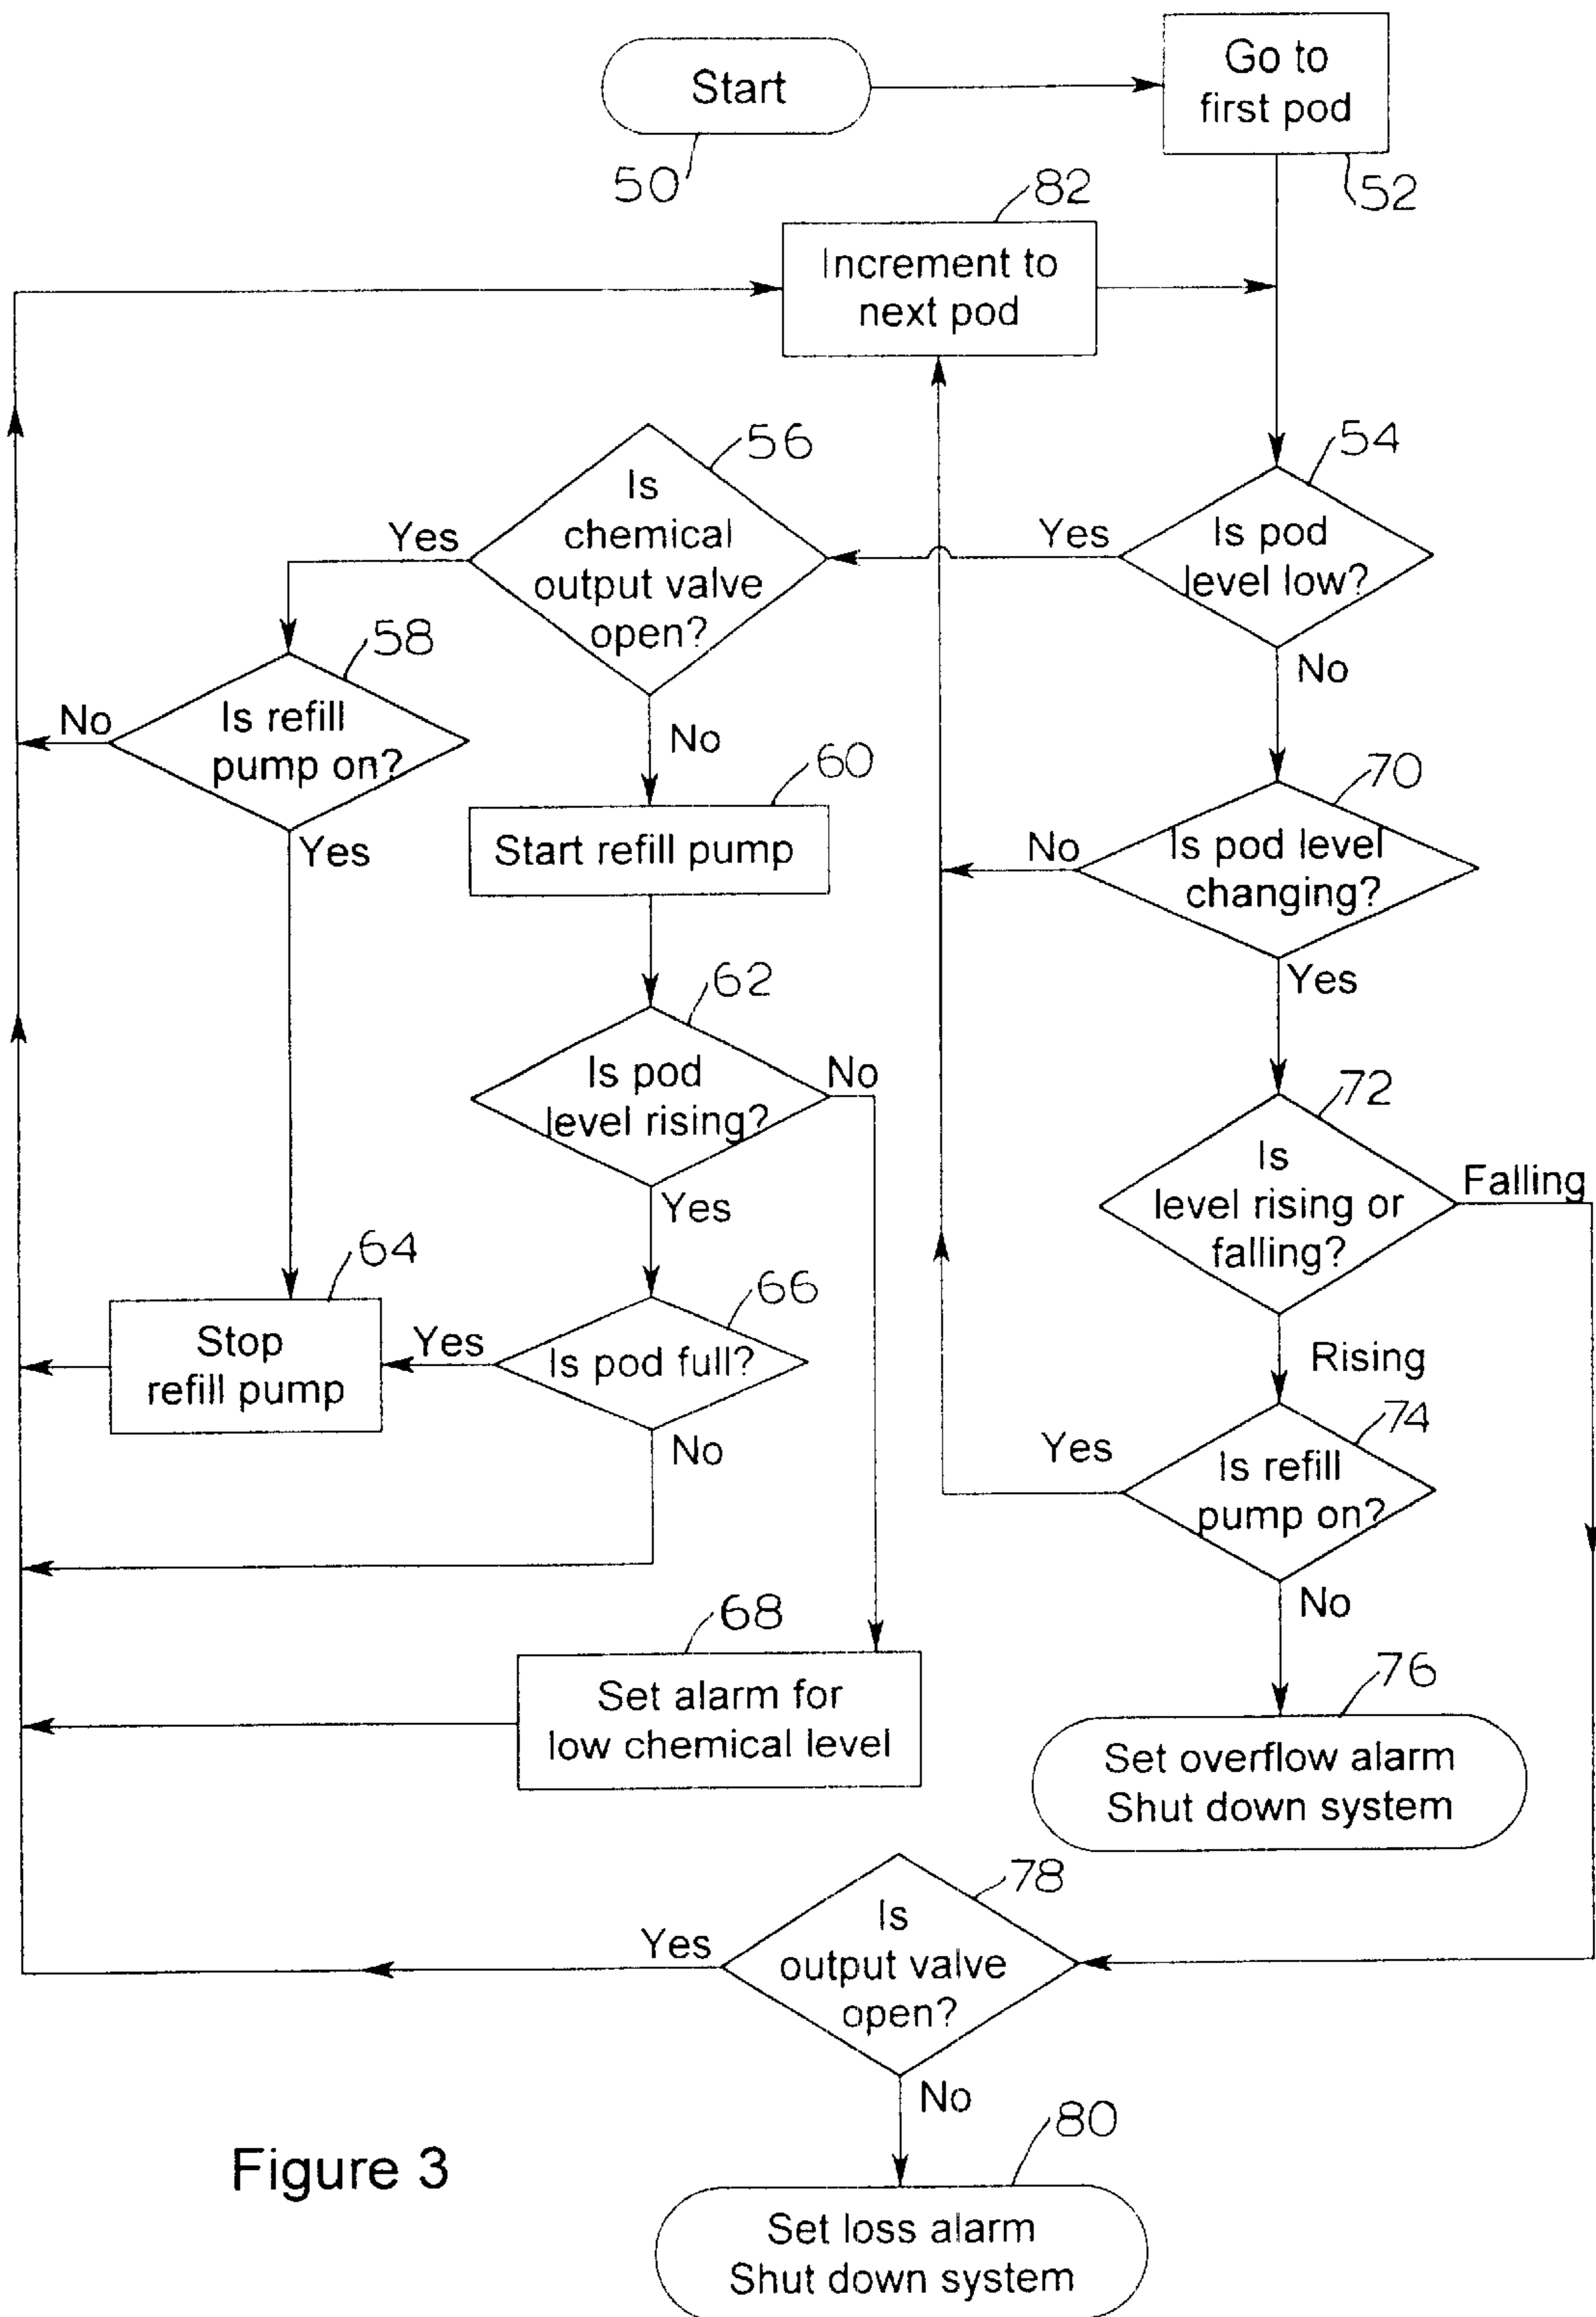 Start
50
Go to
first pod
52
82
Increment to
next pod
54
Is pod
level low?
Yes
No
56
Is
chemical
output valve
open?
Yes
No
58
Is refill
pump on?
No
Yes
60
Start refill pump
70
Is pod level
changing?
No
Yes
62
Is pod
level rising?
No
Yes
72
Is
level rising or
falling?
Falling
Rising
64
Stop
refill pump
66
Is pod full?
Yes
No
74
Is refill
pump on?
Yes
No
68
Set alarm for
low chemical level
76
Set overflow alarm
Shut down system
78
Is
output valve
open?
Yes
No
80
Set loss alarm
Shut down system
Figure 3